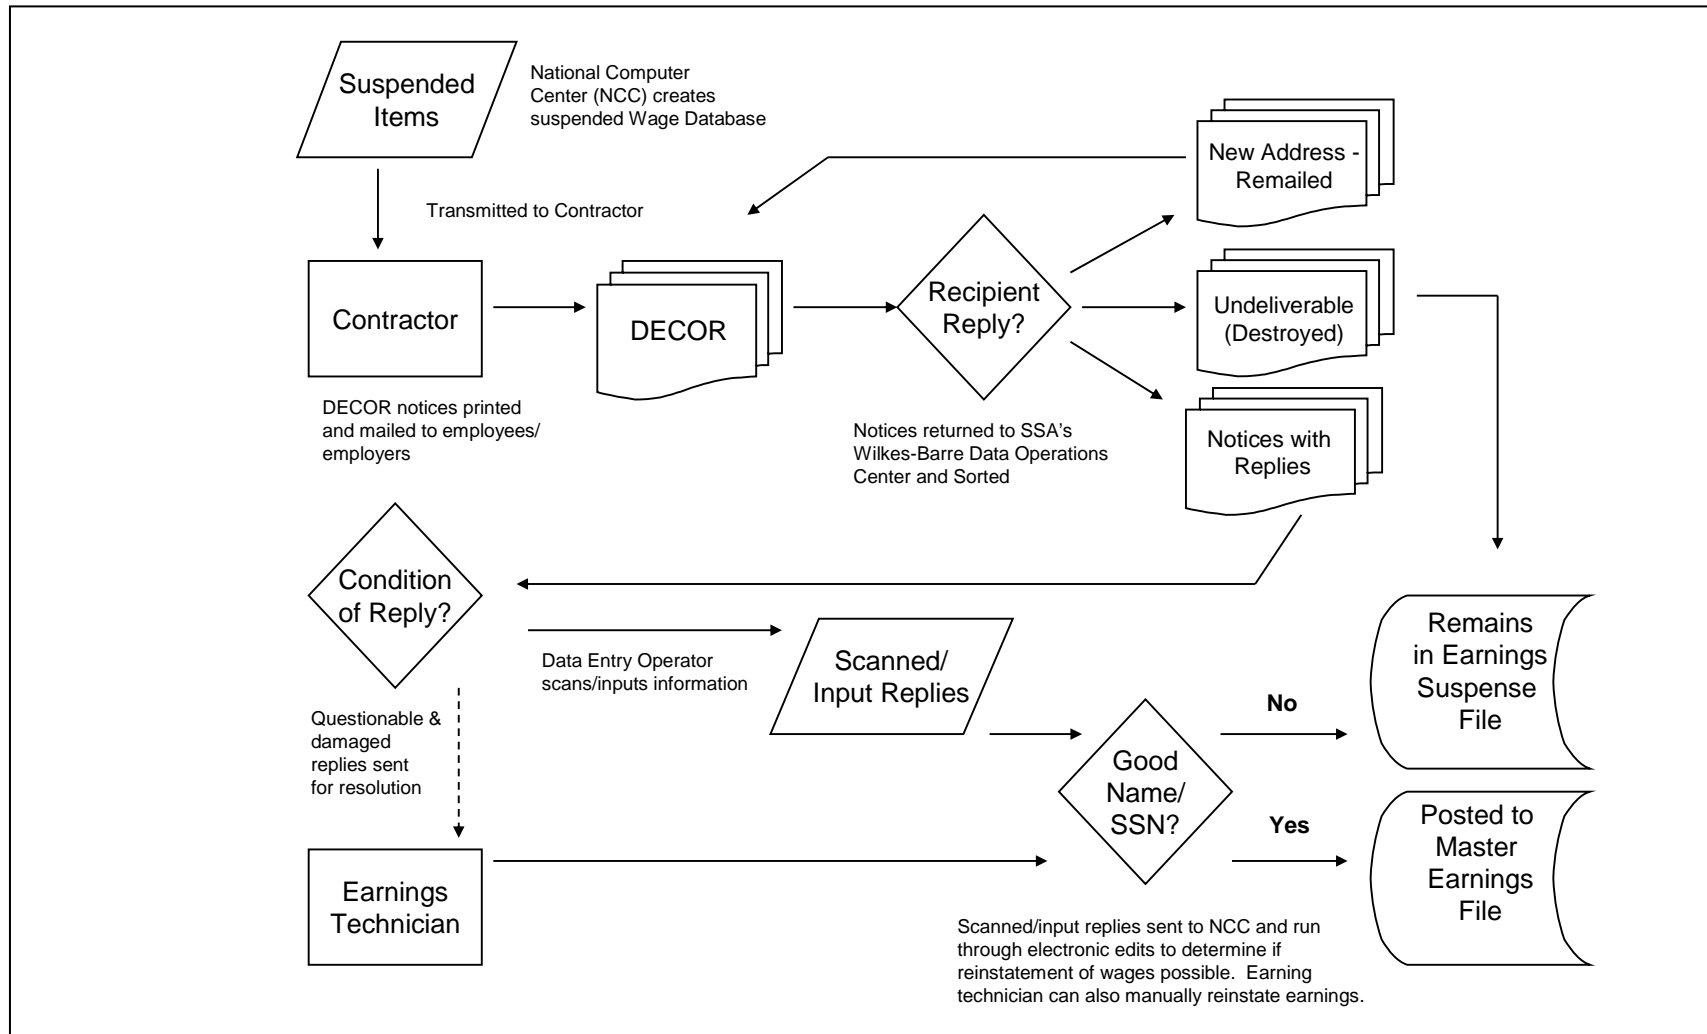 Suspended
Items
National Computer
Center (NCC) creates
suspended Wage Database
New Address -
Remailed
Transmitted to Contractor
Contractor
DECOR
Recipient
Reply?
Undeliverable
(Destroyed)
DECOR notices printed
and mailed to employees/
employers
Notices returned to SSA's
Wilkes-Barre Data Operations
Center and Sorted
Notices with
Replies
Condition
of Reply?
Data Entry Operator
scans/inputs information
Scanned/
Input Replies
Remains
in Earnings
Suspense
File
Questionable &
damaged
replies sent
for resolution
No
Good
Name/
SSN?
Yes
Posted to
Master
Earnings
File
Earnings
Technician
Scanned/input replies sent to NCC and run
through electronic edits to determine if
reinstatement of wages possible.  Earning
technician can also manually reinstate earnings.